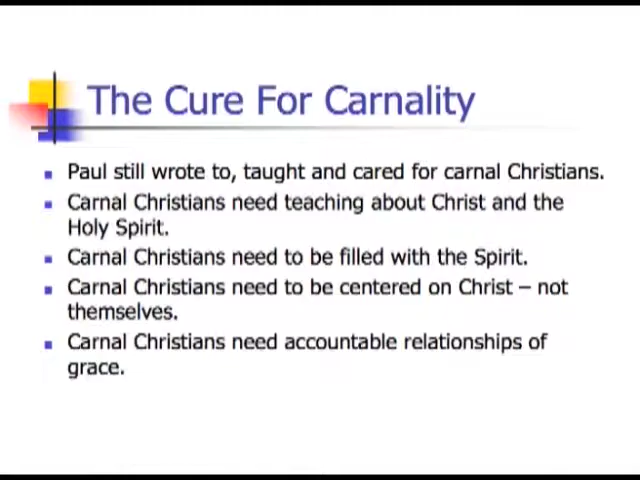 The Cure For Carnality
Paul still wrote to, taught and cared for carnal Christians.
Carnal Christians need teaching about Christ and the
Holy Spirit.
Carnal Christians need to be filled with the Spirit.
Carnal Christians need to be centered on Christ – not
themselves.
Carnal Christians need accountable relationships of
grace.